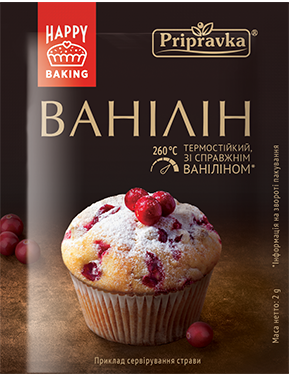 HAPPY
BAKING
Pripravka®
ВАНІЛІН
260°C
ТЕРМОСТІЙКИЙ,
ЗІ СПРАВЖНІМ
ВАНІЛІНОМ*
*Інформація на звороті пакування
Маса нетто: 2 g
Приклад сервірування страви